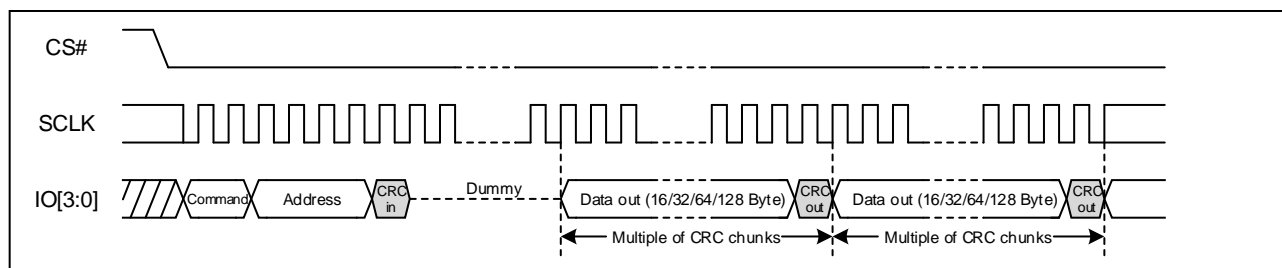 CS#
SCLK
IO[3:0]
Command
Address
CRC
in
Dummy
Data out (16/32/64/128 Byte)
CRC
out
Data out (16/32/64/128 Byte)
CRC
out
Multiple of CRC chunks
Multiple of CRC chunks